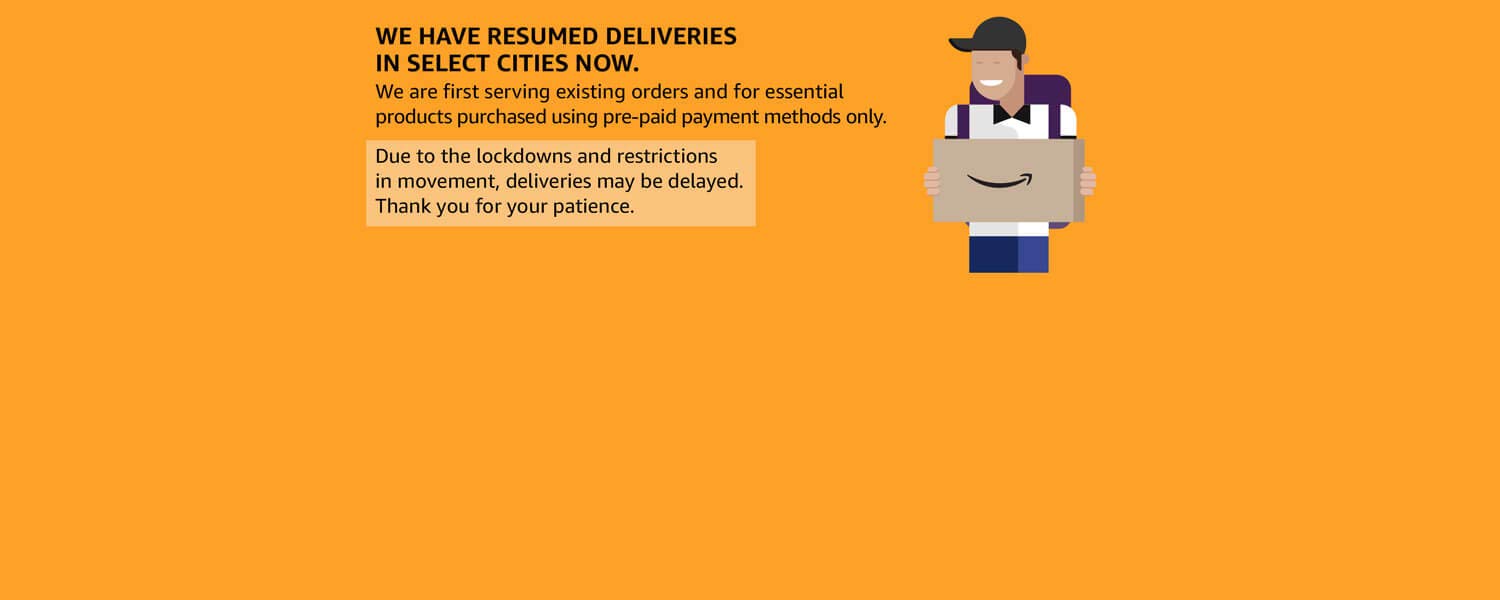 WE HAVE RESUMED DELIVERIES
IN SELECT CITIES NOW.
We are first serving existing orders and for essential
products purchased using pre-paid payment methods only.
Due to the lockdowns and restrictions
in movement, deliveries may be delayed.
Thank you for your patience.